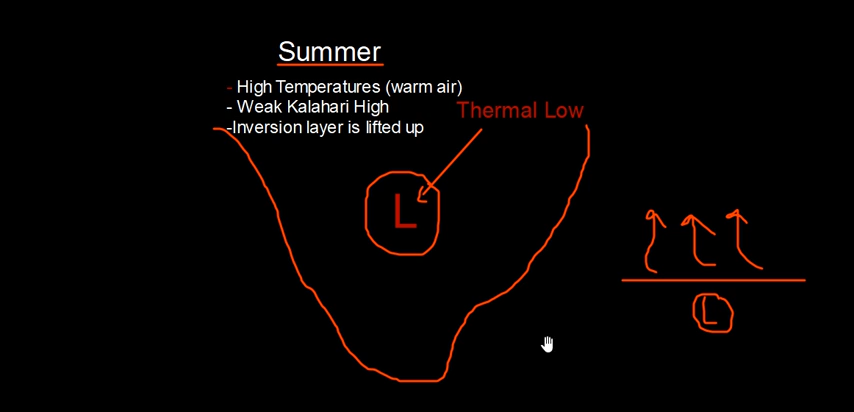 Summer
- High Temperatures (warm air)
- Weak Kalahari High
-Inversion layer is lifted up
Thermal Low
L
L